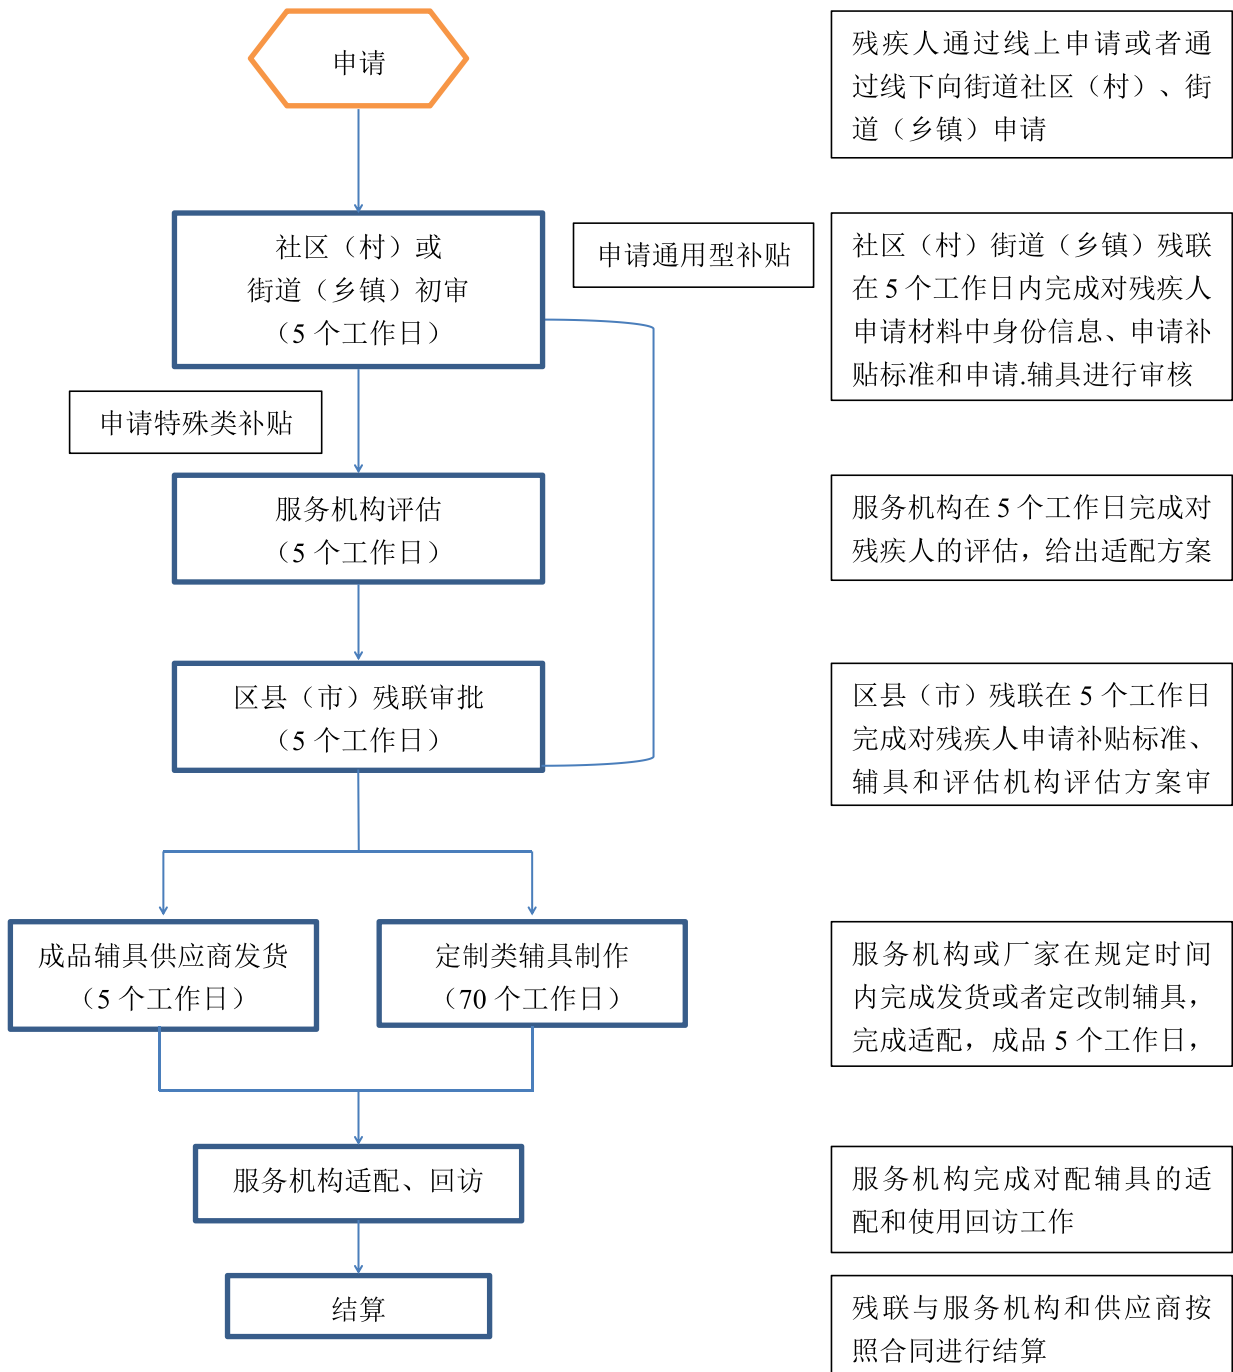 申请
残疾人通过线上申请或者通
过线下向街道社区（村）、街
道（乡镇）申请
社区（村）或
街道（乡镇）初审
（5 个工作日）
申请通用型补贴
社区（村）街道（乡镇）残联
在 5 个工作日内完成对残疾人
申请材料中身份信息、申请补
贴标准和申请.辅具进行审核
申请特殊类补贴
服务机构评估
（5 个工作日）
服务机构在 5 个工作日完成对
残疾人的评估，给出适配方案
区县（市）残联审批
（5 个工作日）
区县（市）残联在 5 个工作日
完成对残疾人申请补贴标准、
辅具和评估机构评估方案审
成品辅具供应商发货
（5 个工作日）
定制类辅具制作
（70 个工作日）
服务机构或厂家在规定时间
内完成发货或者定改制辅具，
完成适配，成品 5 个工作日，
服务机构适配、回访
服务机构完成对配辅具的适
配和使用回访工作
结算
残联与服务机构和供应商按
照合同进行结算